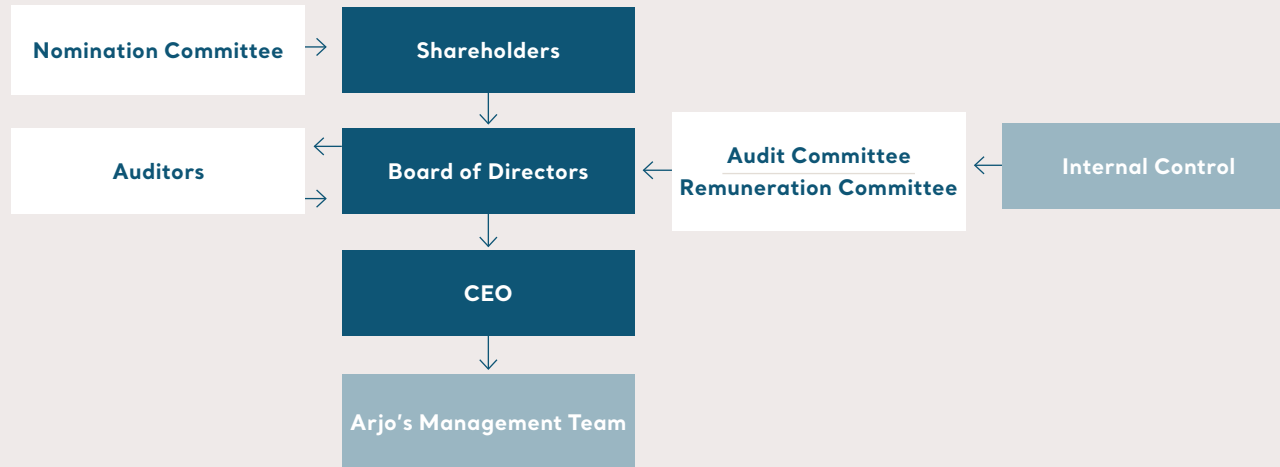 Nomination Committee
Shareholders
Auditors
Board of Directors
Audit Committee
Remuneration Committee
Internal Control
CEO
Arjo's Management Team